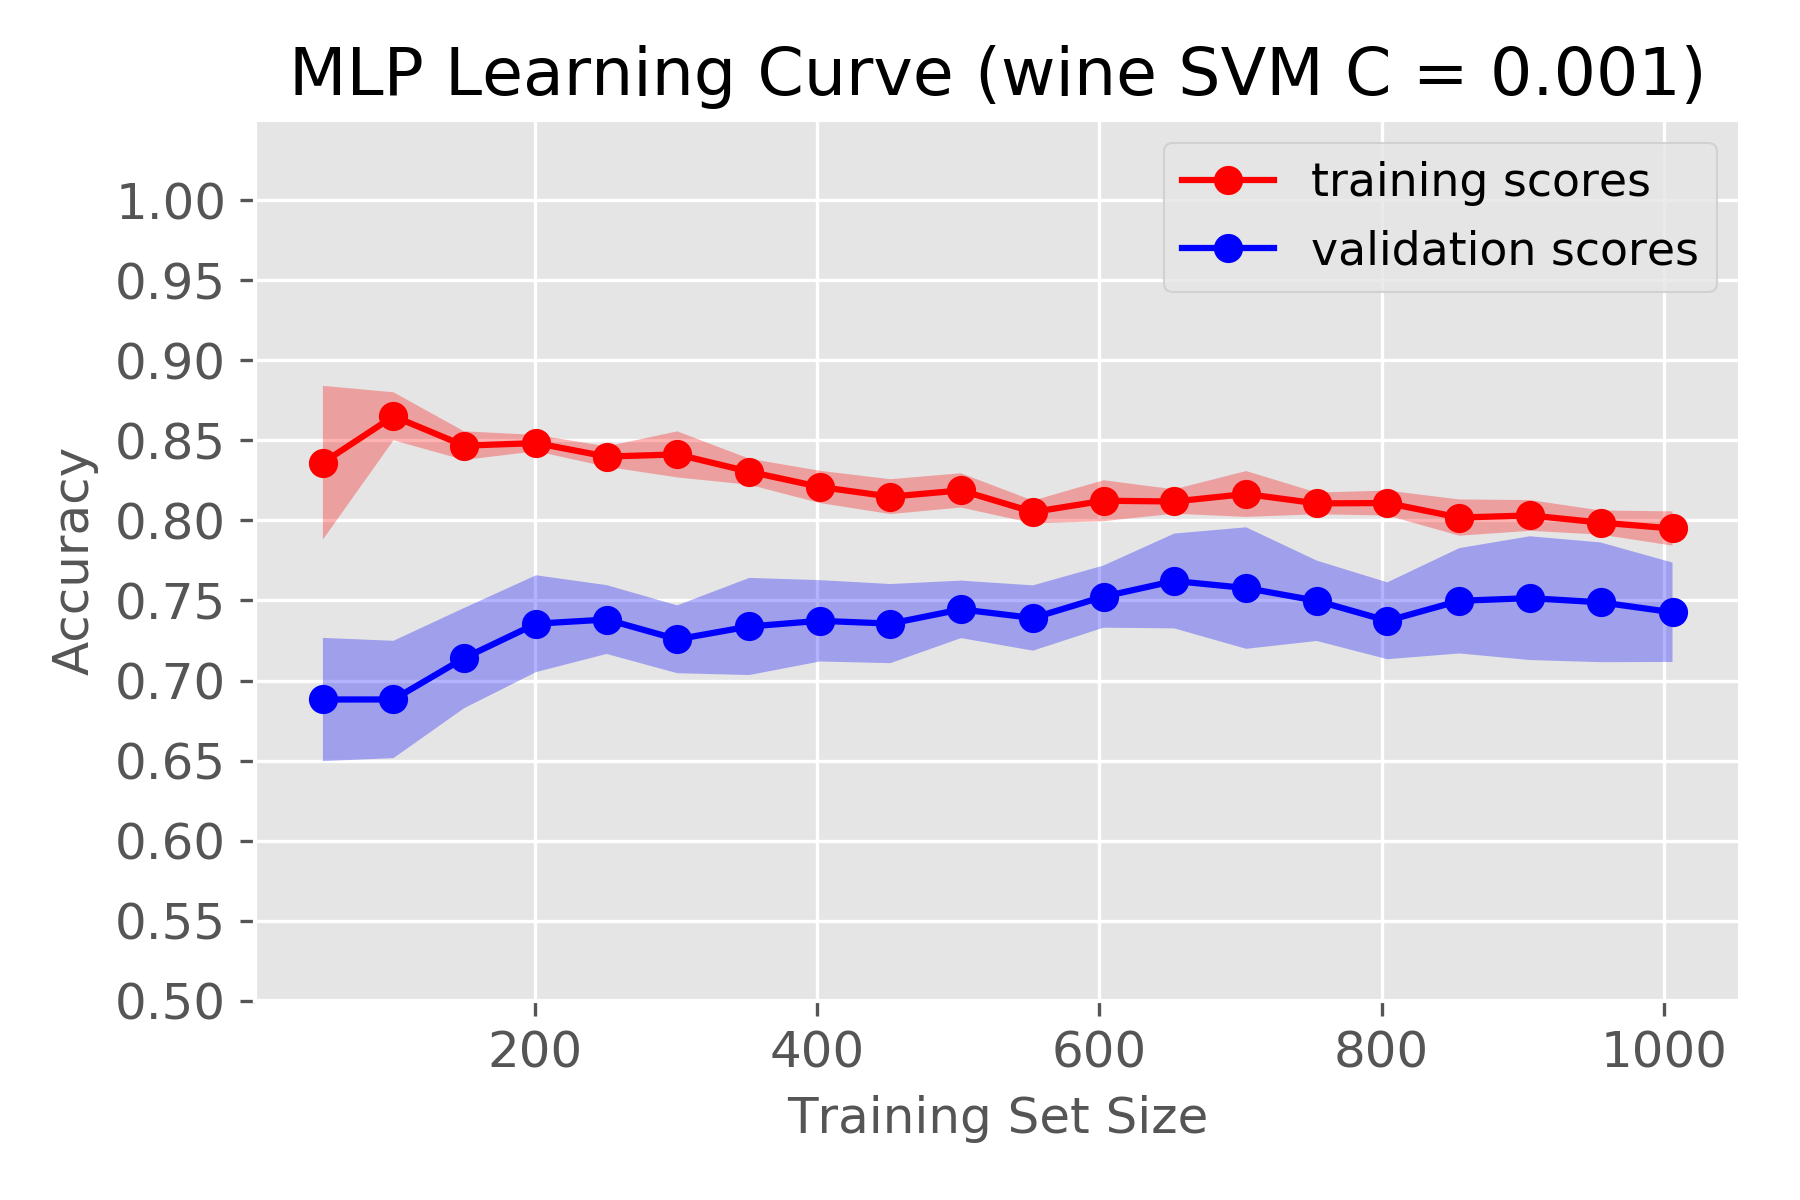 MLP Learning Curve (wine SVM C = 0.001)
training scores
validation scores
1.00
0.95
0.90
0.85
0.80
0.75
0.70
0.65
0.60
0.55
0.50
Accuracy
200 400 600 800 1000
Training Set Size